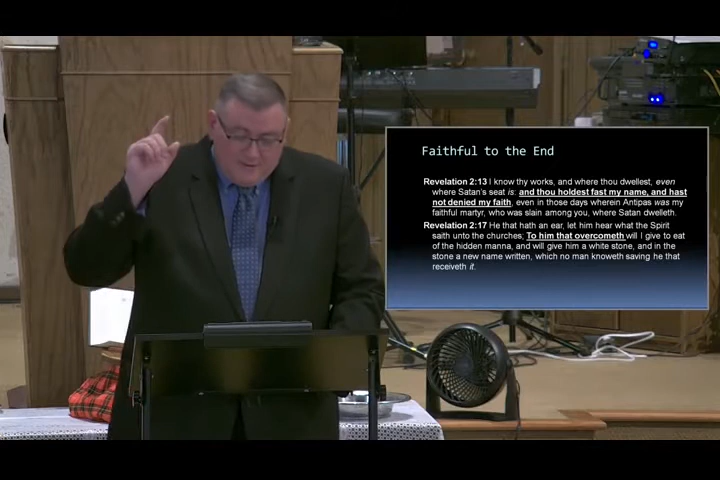 Faithful to the End
Revelation 2:13 I know thy works, and where thou dwellest, even
where Satan's seat is: and thou holdest fast my name, and hast
not denied my faith, even in those days wherein Antipas was my
faithful martyr, who was slain among you, where Satan dwelleth.
Revelation 2:17 He that hath an ear, let him hear what the Spirit
saith unto the churches; To him that overcometh will I give to eat
of the hidden manna, and will give him a white stone, and in the
stone a new name written, which no man knoweth saving he that
receiveth it.